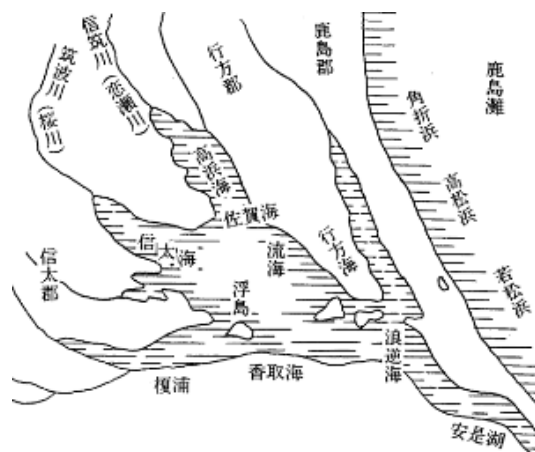 筑波川(桜川)
信筑川(恋瀬川)
行方郡
鹿島郡
鹿島灘
角折浜
高松浜
若松浜
高浜海
佐賀海
行方海
流海
信太海
信太郡
浮島
浪逆海
榎浦
香取海
安是湖